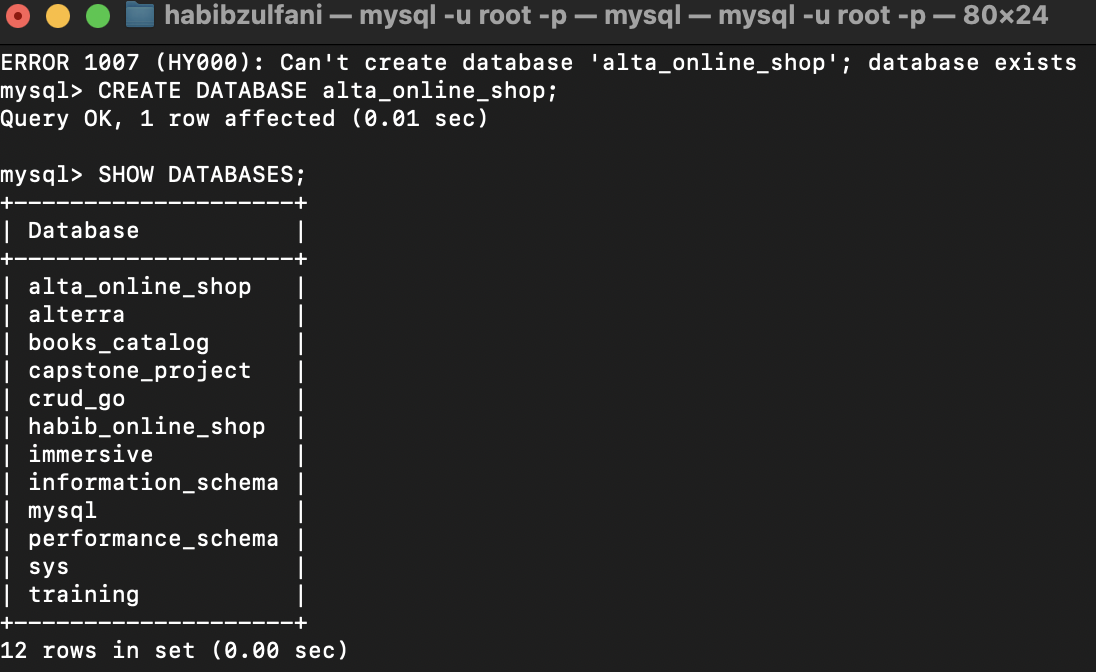 habibzulfani — mysql -u root -p — mysql — mysql -u root -p — 80×24
ERROR 1007 (HY000): Can't create database 'alta_online_shop'; database exists
mysql> CREATE DATABASE alta_online_shop;
Query OK, 1 row affected (0.01 sec)
mysql> SHOW DATABASES;
+--------------------+
| Database           |
+--------------------+
| alta_online_shop   |
| alterra            |
| books_catalog      |
| capstone_project   |
| crud_go            |
| habib_online_shop  |
| immersive          |
| information_schema |
| mysql              |
| performance_schema |
| sys                |
| training           |
+--------------------+
12 rows in set (0.00 sec)